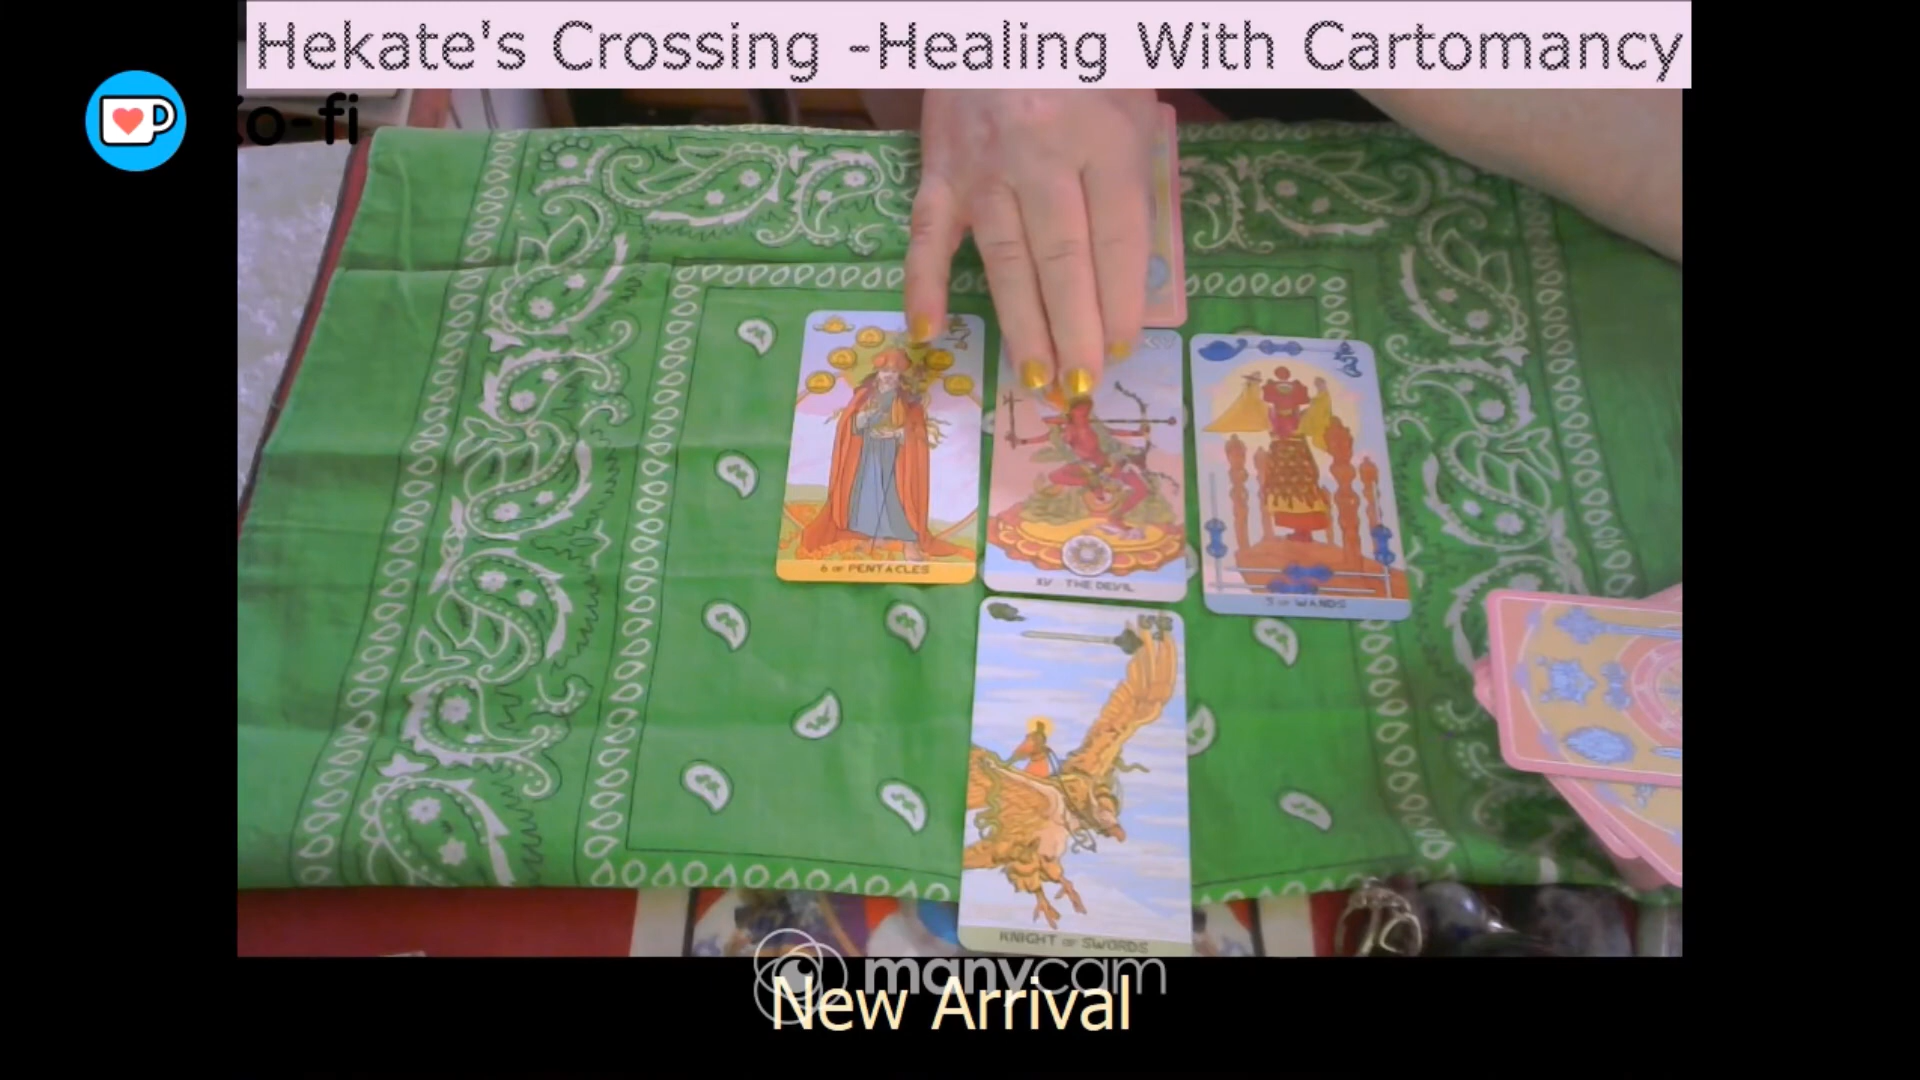 Hekate's Crossing -Healing With Cartomancy
o-fi
6 OF PENTACLES
XV THE DEVIL
5 OF WANDS
KNIGHT OF SWORDS
manycam
New Arrival